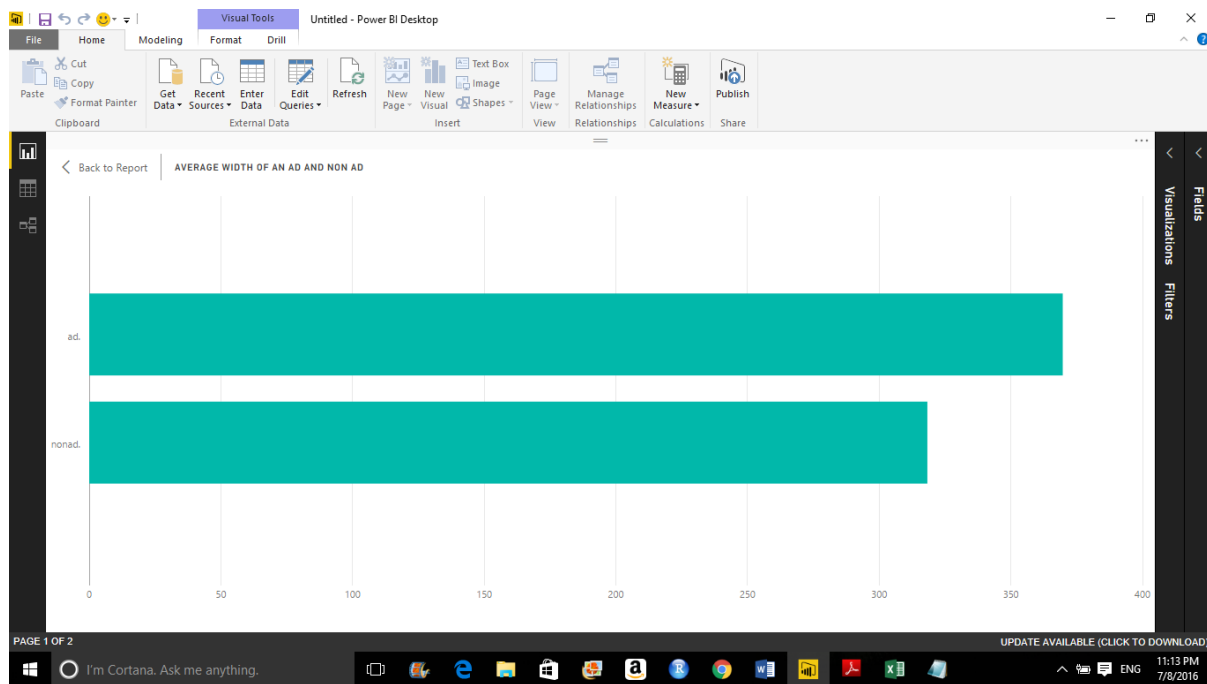 Visual Tools
Untitled - Power BI Desktop
File Home Modeling Format Drill
Paste
Cut
Copy
Format Painter
Clipboard
Get Data
Recent Sources
Enter Data
Edit Queries
External Data
Refresh
New Page
New Visual
Text Box
Image
Shapes
Insert
Page View
View
Manage Relationships
Relationships
New Measure
Calculations
Publish
Share
Back to Report
AVERAGE WIDTH OF AN AD AND NON AD
ad.
nonad.
0 50 100 150 200 250 300 350 400
Visualizations
Filters
Fields
PAGE 1 OF 2
UPDATE AVAILABLE (CLICK TO DOWNLOAD)
I'm Cortana. Ask me anything.
ENG
11:13 PM
7/8/2016